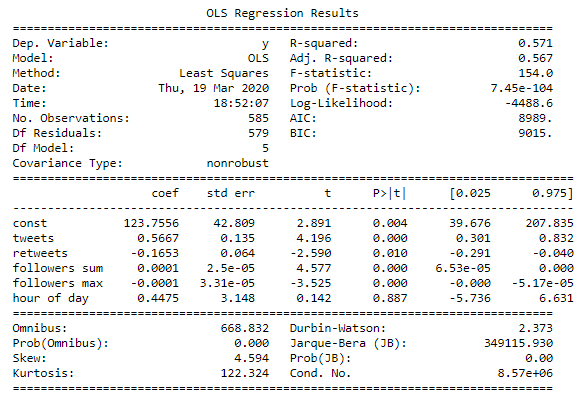 OLS Regression Results
==============================================================================
Dep. Variable: y R-squared: 0.571
Model: OLS Adj. R-squared: 0.567
Method: Least Squares F-statistic: 154.0
Date: Thu, 19 Mar 2020 Prob (F-statistic): 7.45e-104
Time: 18:52:07 Log-Likelihood: -4488.6
No. Observations: 585 AIC: 8989.
Df Residuals: 579 BIC: 9015.
Df Model: 5
Covariance Type: nonrobust
=================================================================================
coef std err t P>|t| [0.025 0.975]
---------------------------------------------------------------------------------
const 123.7556 42.809 2.891 0.004 39.676 207.835
tweets 0.5667 0.135 4.196 0.000 0.301 0.832
retweets -0.1653 0.064 -2.590 0.010 -0.291 -0.040
followers sum 0.0001 2.5e-05 4.577 0.000 6.53e-05 0.000
followers max -0.0001 3.31e-05 -3.525 0.000 -0.000 -5.17e-05
hour of day 0.4475 3.148 0.142 0.887 -5.736 6.631
==============================================================================
Omnibus: 668.832 Durbin-Watson: 2.373
Prob(Omnibus): 0.000 Jarque-Bera (JB): 349115.930
Skew: 4.594 Prob(JB): 0.00
Kurtosis: 122.324 Cond. No. 8.57e+06
==============================================================================